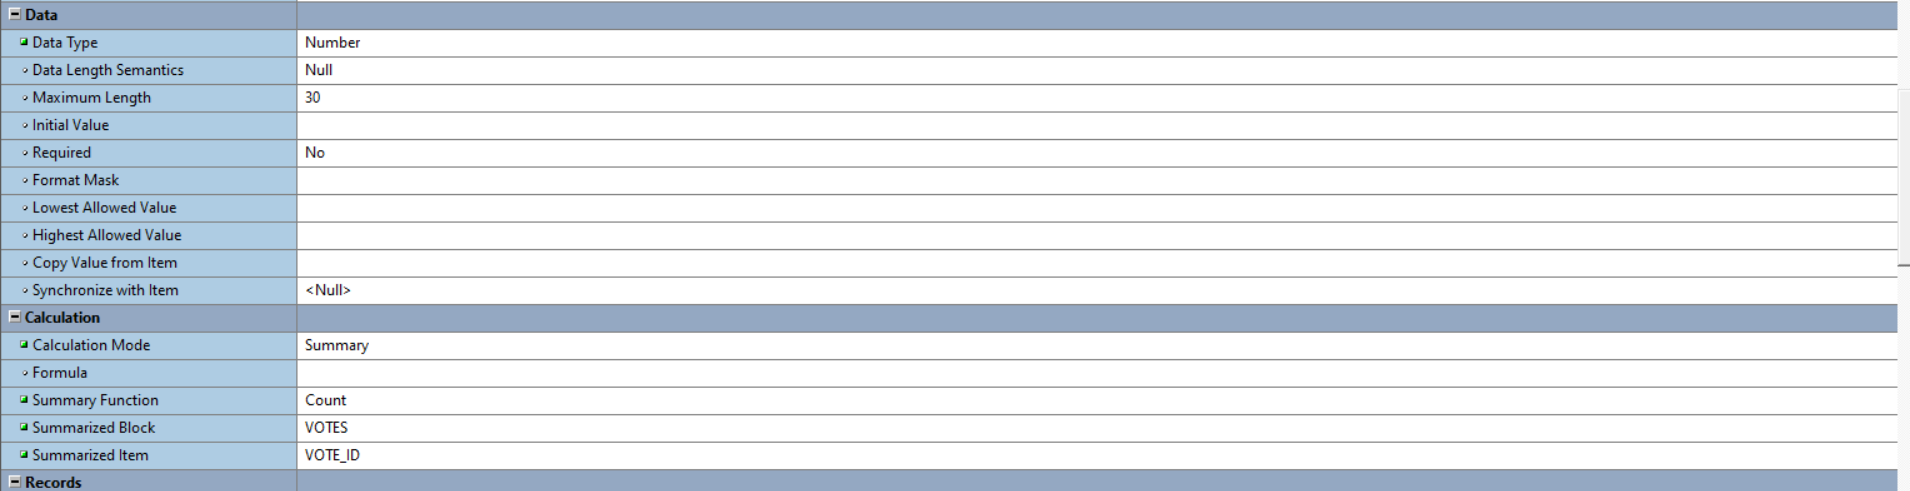 Data
Data Type Number
Data Length Semantics Null
Maximum Length 30
Initial Value
Required No
Format Mask
Lowest Allowed Value
Highest Allowed Value
Copy Value from Item
Synchronize with Item <Null>
Calculation
Calculation Mode Summary
Formula
Summary Function Count
Summarized Block VOTES
Summarized Item VOTE_ID
Records